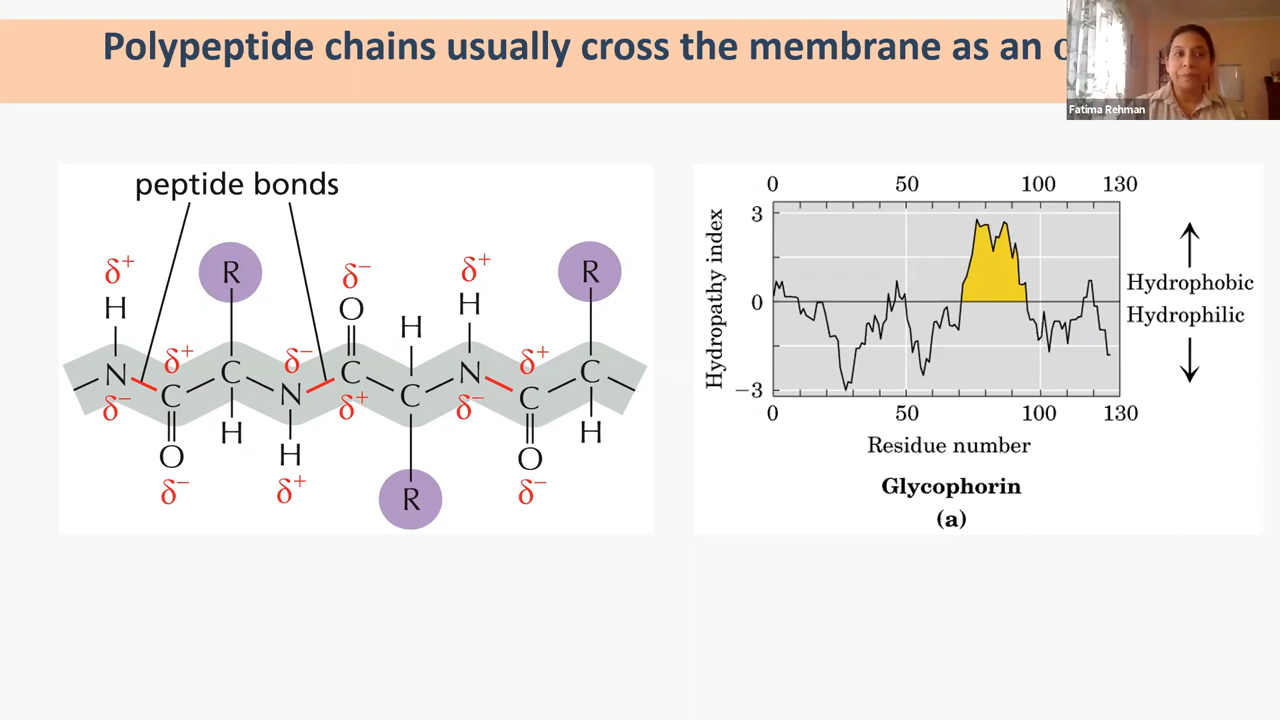 Polypeptide chains usually cross the membrane as an
Fatima Rehman
peptide bonds
δ+ R δ− δ+ R
H O H H
N δ+ C δ− C N δ+ C
δ− C H N δ+ C δ− C H
O H O
δ− δ+ R δ−
0 50 100 130
3
0
−3
Hydropathy index
Hydrophobic
Hydrophilic
0 50 100 130
Residue number
Glycophorin
(a)